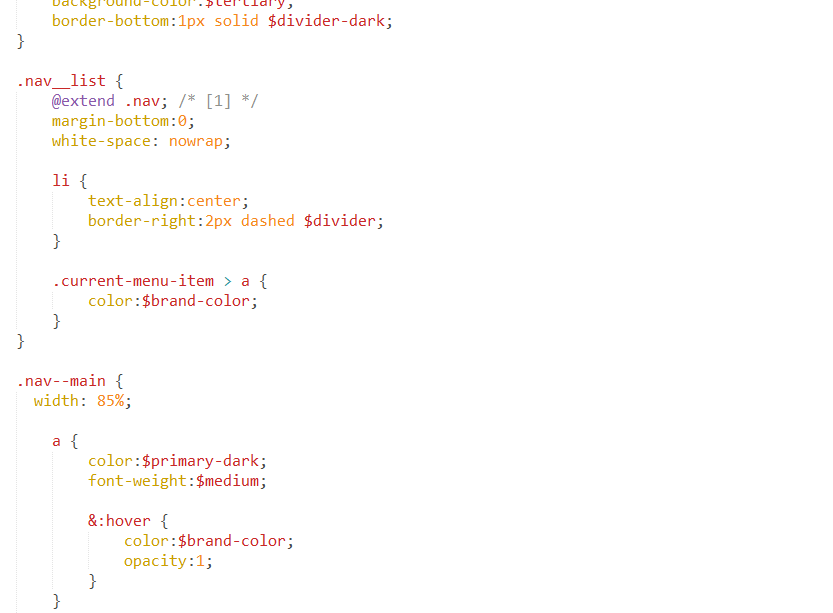 background-color:$tertiary;
border-bottom:1px solid $divider-dark;
}
.nav__list {
@extend .nav; /* [1] */
margin-bottom:0;
white-space: nowrap;
li {
text-align:center;
border-right:2px dashed $divider;
}
.current-menu-item > a {
color:$brand-color;
}
}
.nav--main {
width: 85%;
a {
color:$primary-dark;
font-weight:$medium;
&:hover {
color:$brand-color;
opacity:1;
}
}